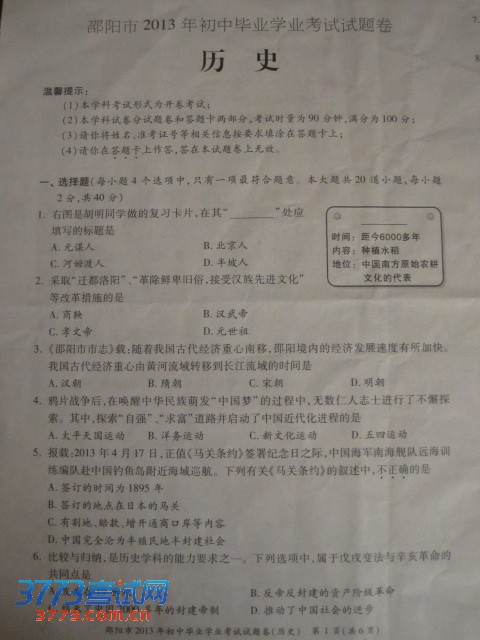 邵阳市2013年初中毕业学业考试试题卷
历 史
温馨提示：
(1)本学科考试形式为开卷考试；
(2)本学科试卷分试题卷和答题卡两部分，考试时量为90分钟，满分为100分；
(3)请你将姓名、准考证号等相关信息按要求填涂在答题卡上；
(4)请你在答题卡上作答，答在本试题卷上无效。
一、选择题(每小题4个选项中，只有一项最符合题意。本大题共20道小题，每小题
2分，共40分)
1. 右图是胡明同学做的复习卡片，在其“________”处应
填写的标题是
A. 元谋人 B. 北京人
C. 河姆渡人 D. 半坡人
时间：距今6000多年
内容：种植水稻
地位：中国南方原始农耕
文化的代表
2. 采取“迁都洛阳”、“革除鲜卑旧俗，接受汉族先进文化”
等改革措施的是
A. 商鞅 B. 汉武帝
C. 孝文帝 D. 元世祖
3. 《邵阳市市志》载：随着我国古代经济重心南移，邵阳境内的经济发展速度有所加快。
我国古代经济重心由黄河流域转移到长江流域的时间是
A. 汉朝 B. 隋朝 C. 宋朝 D. 明朝
4. 鸦片战争后，在唤醒中华民族萌发“中国梦”的过程中，无数仁人志士进行了不懈探
索。其中，探索“自强”、“求富”道路并启动了中国近代化进程的是
A. 太平天国运动 B. 洋务运动 C. 新文化运动 D. 五四运动
5. 报载：2013年4月17日，正值《马关条约》签署纪念日之际，中国海军南海舰队远海训
练编队赴中国钓鱼岛附近海域巡航。下列有关《马关条约》的叙述中，不正确的是
A. 签订的时间为1895年
B. 签订的地点在日本的马关
C. 有割地、赔款、增开通商口岸等内容
D. 中国完全沦为半殖民地半封建社会
6. 比较与归纳，是历史学科的能力要求之一。下列选项中，属于戊戌变法与辛亥革命的
共同点是
B. 反帝反封建的资产阶级革命
2000多年的封建帝制 D. 推动了中国社会的进步
邵阳市2013年初中毕业学业考试试题卷(历史) 第1页(共6页)
3773考试网
www.3773.com.cn
7.
8